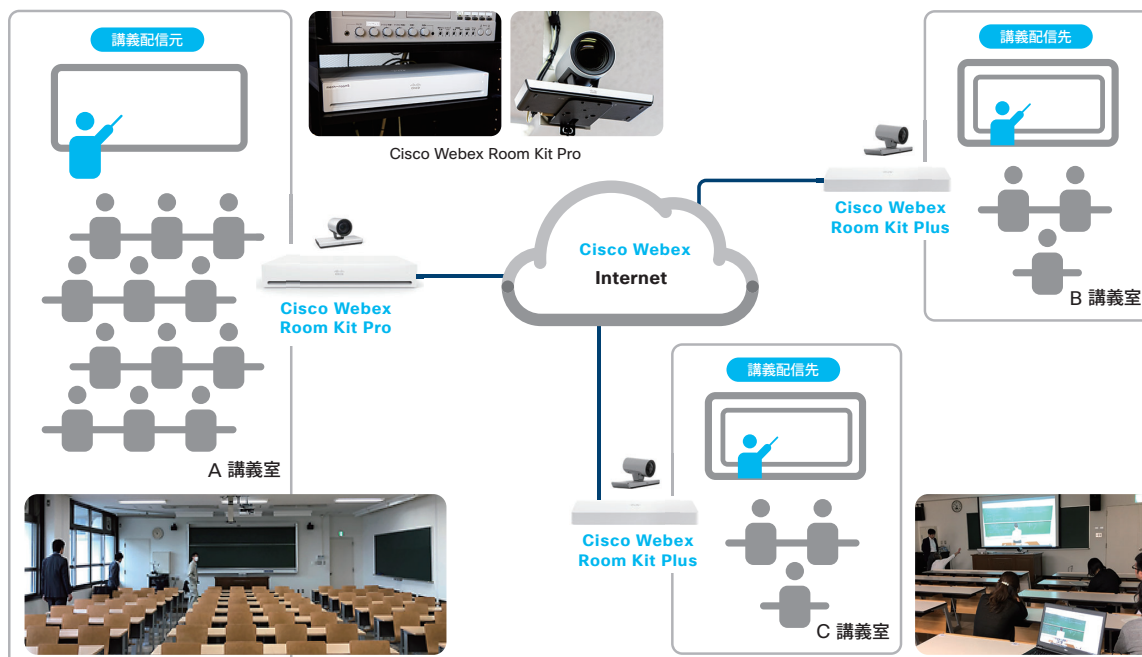 講義配信元
Cisco Webex Room Kit Pro
講義配信先
Cisco Webex
Room Kit Pro
Cisco Webex
Internet
Cisco Webex
Room Kit Plus
B 講義室
講義配信先
A 講義室
Cisco Webex
Room Kit Plus
C 講義室